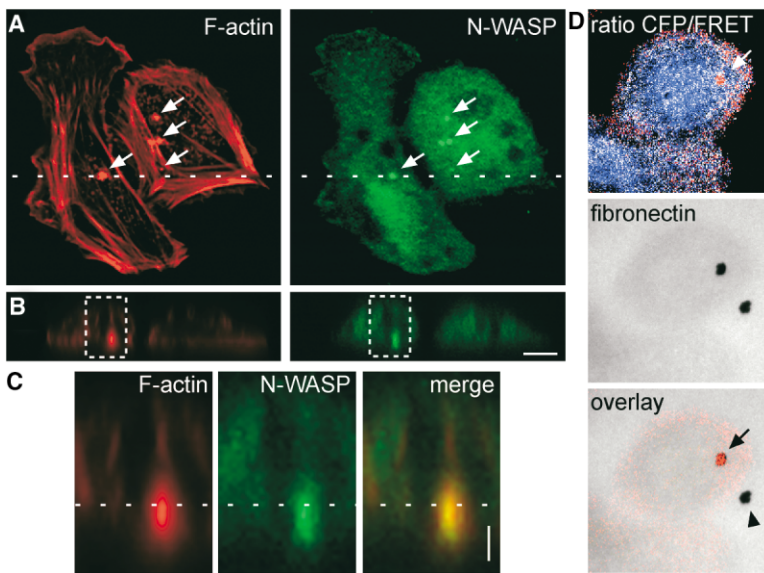 A
F-actin
N-WASP
B
C
F-actin
N-WASP
merge
D
ratio CFP/FRET
fibronectin
overlay